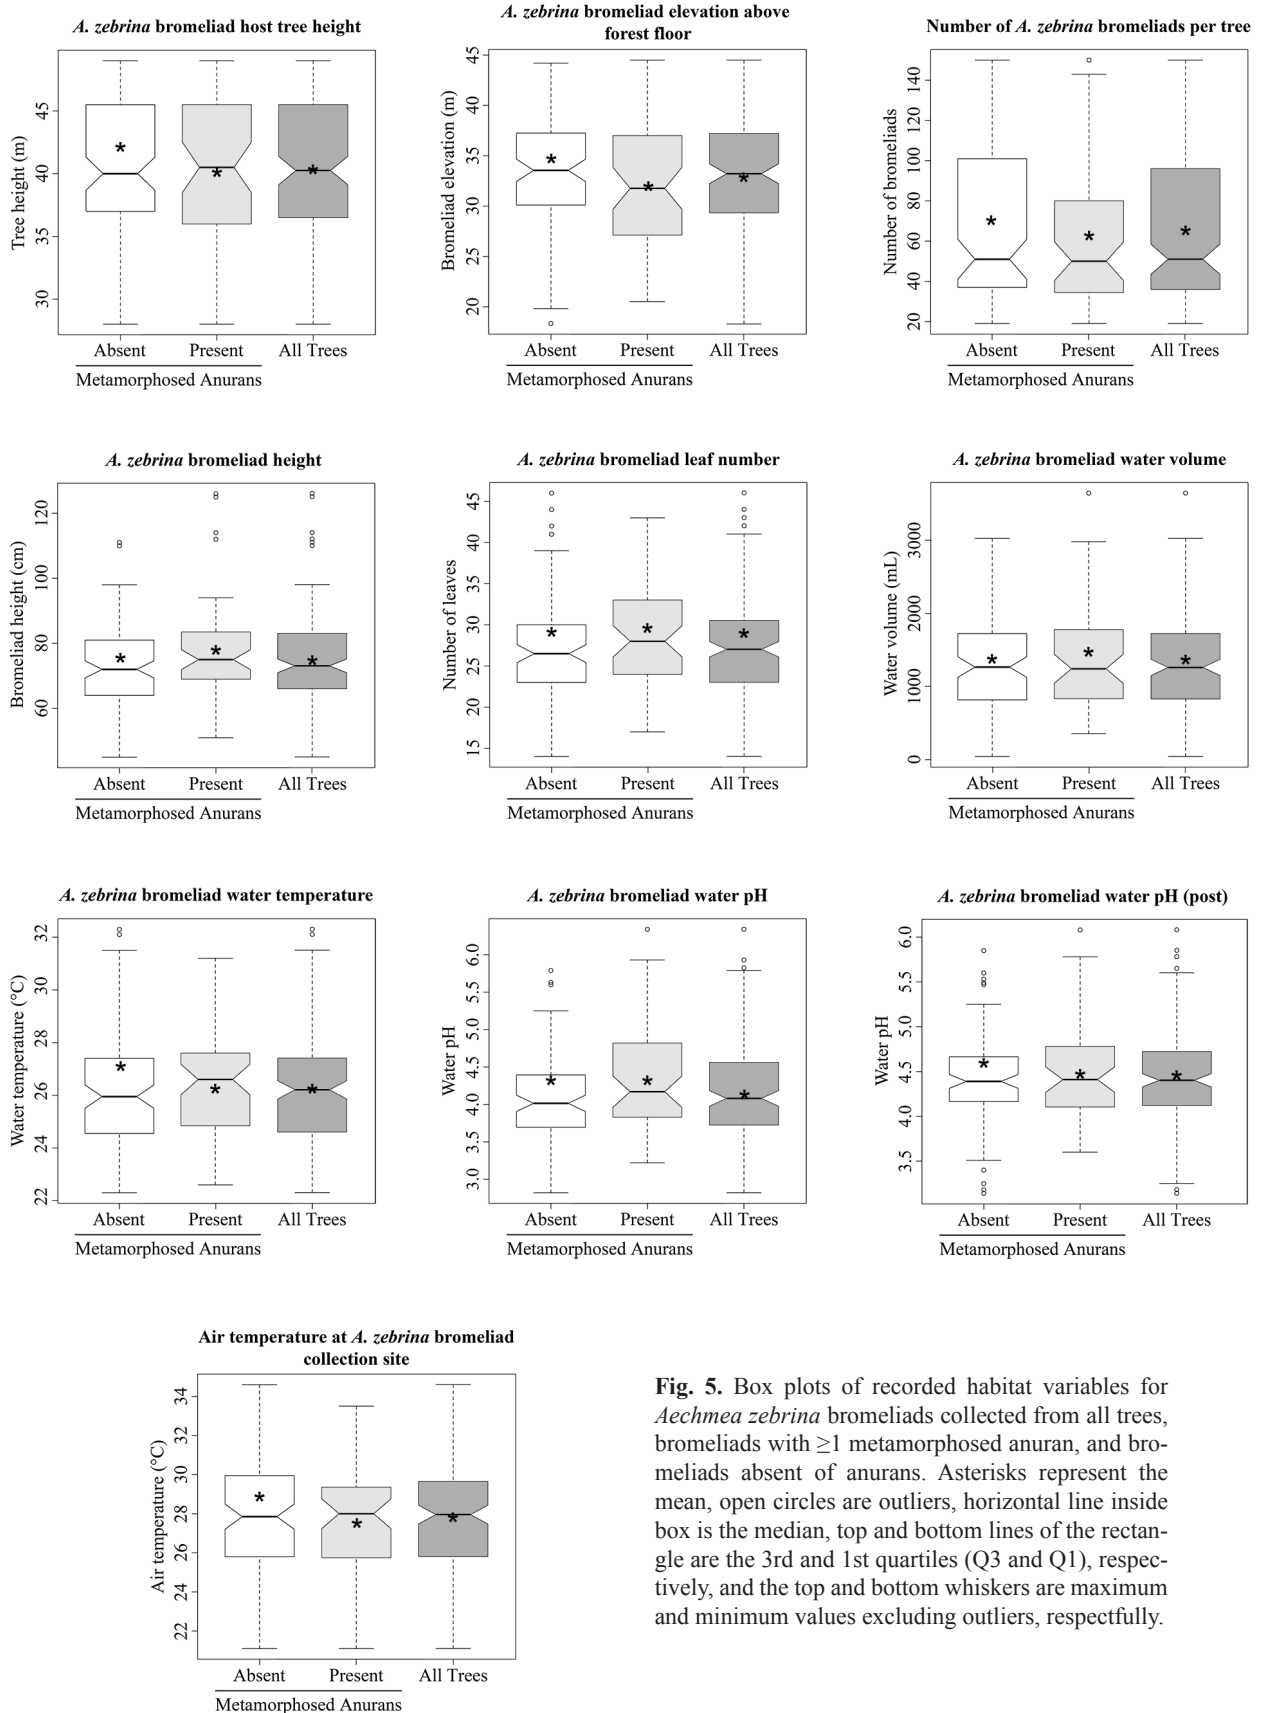 A. zebrina bromeliad host tree height
Tree height (m)
45
40
35
30
Absent Present All Trees
Metamorphosed Anurans
A. zebrina bromeliad elevation above
forest floor
Bromeliad elevation (m)
45
40
35
30
25
20
Absent Present All Trees
Metamorphosed Anurans
Number of A. zebrina bromeliads per tree
Number of bromeliads
140
120
100
80
60
40
20
Absent Present All Trees
Metamorphosed Anurans
A. zebrina bromeliad height
Bromeliad height (cm)
120
100
80
60
Absent Present All Trees
Metamorphosed Anurans
A. zebrina bromeliad leaf number
Number of leaves
45
40
35
30
25
20
15
Absent Present All Trees
Metamorphosed Anurans
A. zebrina bromeliad water volume
Water volume (mL)
3000
2000
1000
0
Absent Present All Trees
Metamorphosed Anurans
A. zebrina bromeliad water temperature
Water temperature (°C)
32
30
28
26
24
22
Absent Present All Trees
Metamorphosed Anurans
A. zebrina bromeliad water pH
Water pH
6.0
5.5
5.0
4.5
4.0
3.5
3.0
Absent Present All Trees
Metamorphosed Anurans
A. zebrina bromeliad water pH (post)
Water pH
6.0
5.5
5.0
4.5
4.0
3.5
Absent Present All Trees
Metamorphosed Anurans
Air temperature at A. zebrina bromeliad
collection site
Air temperature (°C)
34
32
30
28
26
24
22
Absent Present All Trees
Metamorphosed Anurans
Fig. 5. Box plots of recorded habitat variables for
Aechmea zebrina bromeliads collected from all trees,
bromeliads with ≥1 metamorphosed anuran, and bro-
meliads absent of anurans. Asterisks represent the
mean, open circles are outliers, horizontal line inside
box is the median, top and bottom lines of the rectan-
gle are the 3rd and 1st quartiles (Q3 and Q1), respec-
tively, and the top and bottom whiskers are maximum
and minimum values excluding outliers, respectfully.